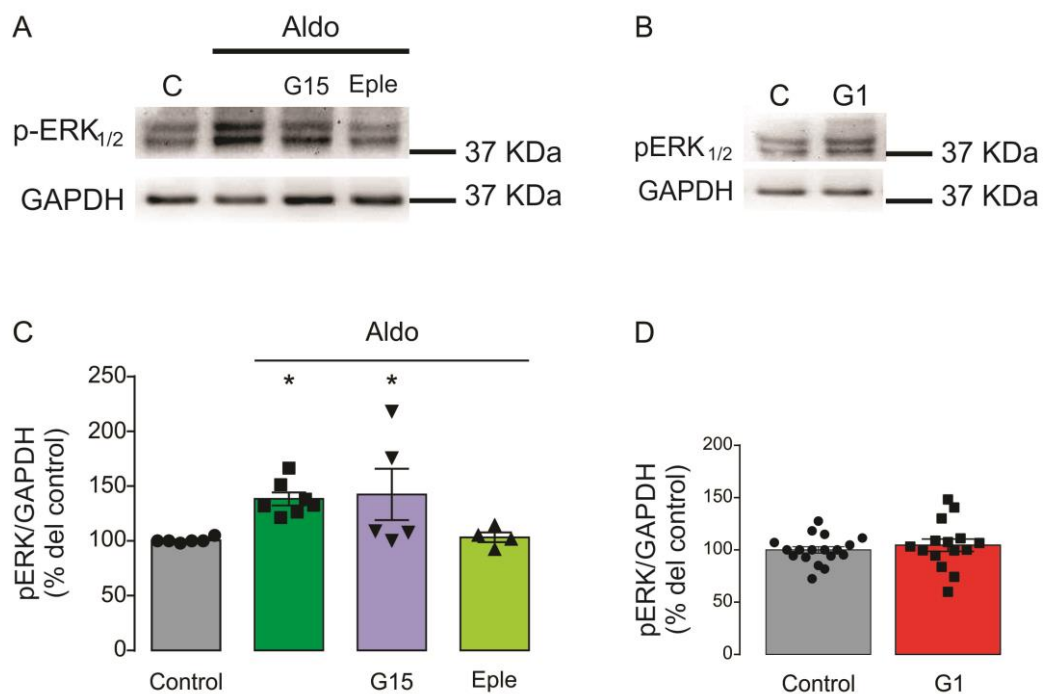 A
Aldo
C G15 Eple
p-ERK1/2
37 KDa
GAPDH
37 KDa
B
C G1
pERK 1/2
37 KDa
GAPDH
37 KDa
C
Aldo
pERK/GAPDH
(% del control)
250
200
150
100
50
0
* *
Control G15 Eple
D
pERK/GAPDH
(% del control)
200
150
100
50
0
Control G1